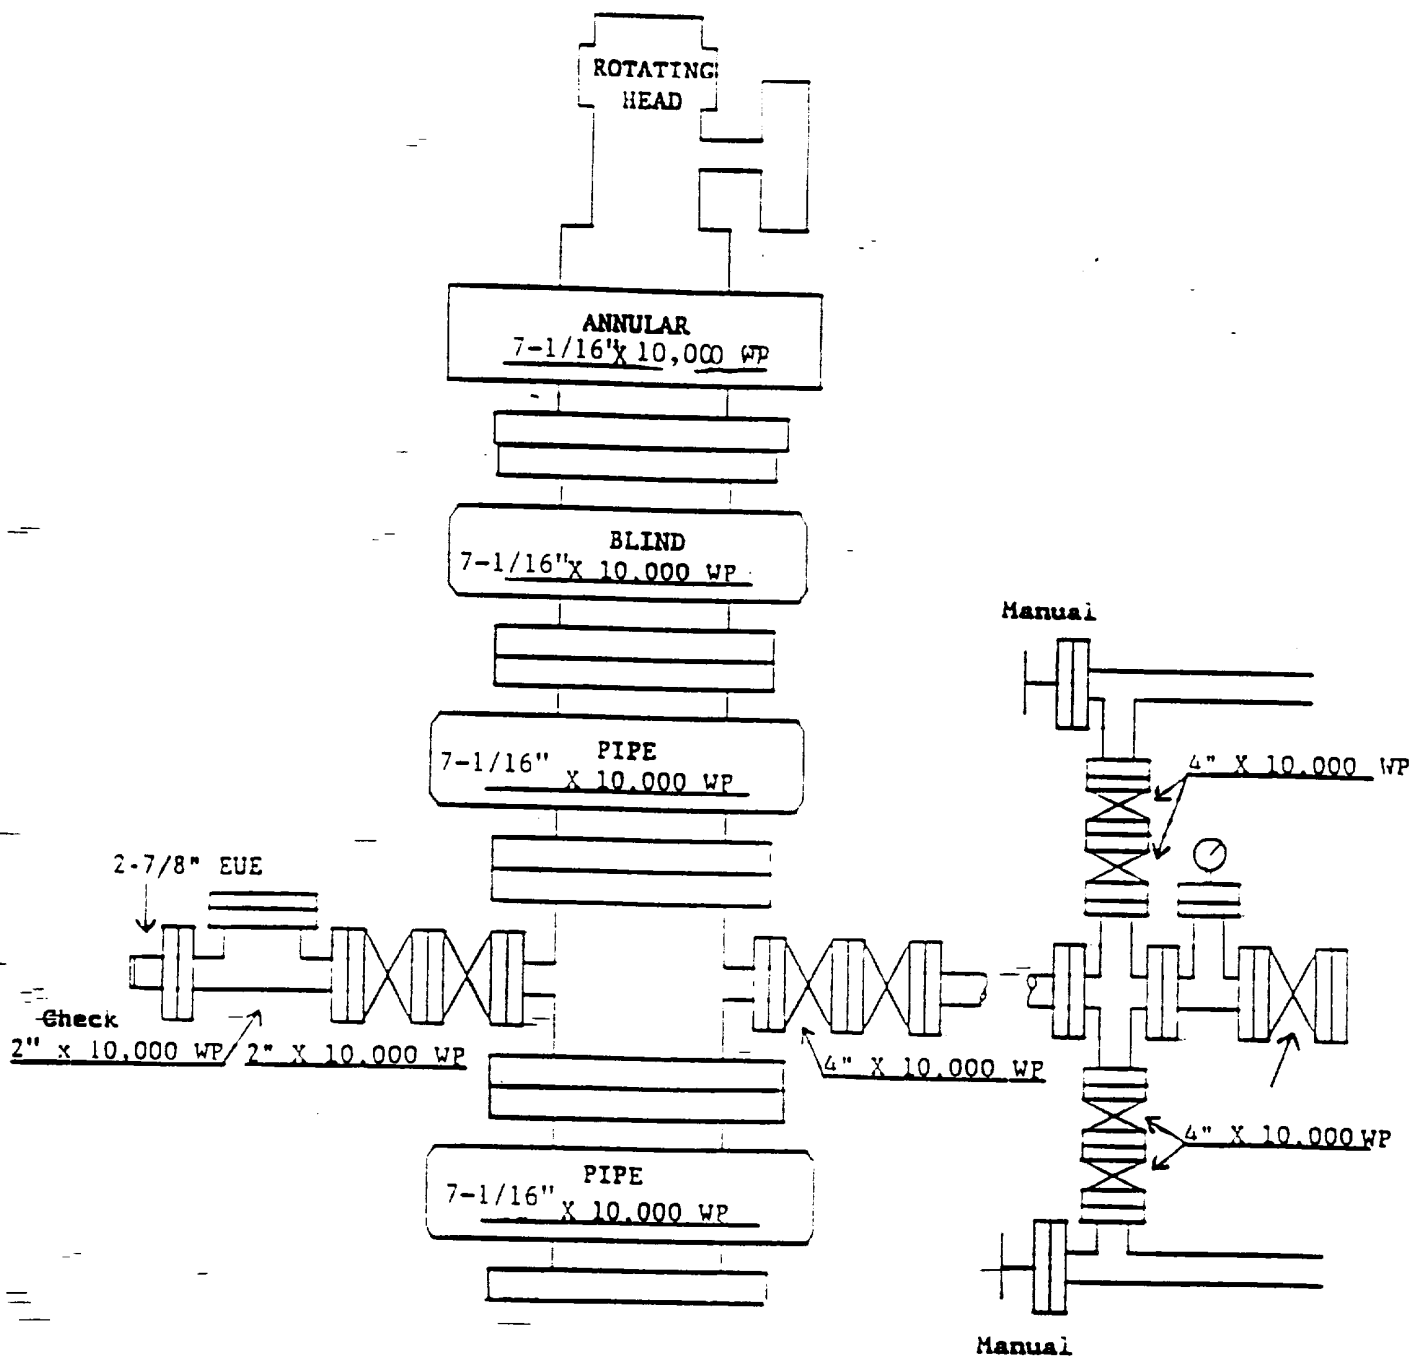 ROTATING
HEAD
ANNULAR
7-1/16"X 10,000 WP
BLIND
7-1/16"X 10.000 WP
Manual
PIPE
7-1/16"
X 10.000 WP
4" X 10.000 WP
2-7/8" EUE
Check
2" x 10,000 WP
2" X 10.000 WP
4" X 10.000 WP
4" X 10.000 WP
PIPE
7-1/16"
X 10.000 WP
Manual